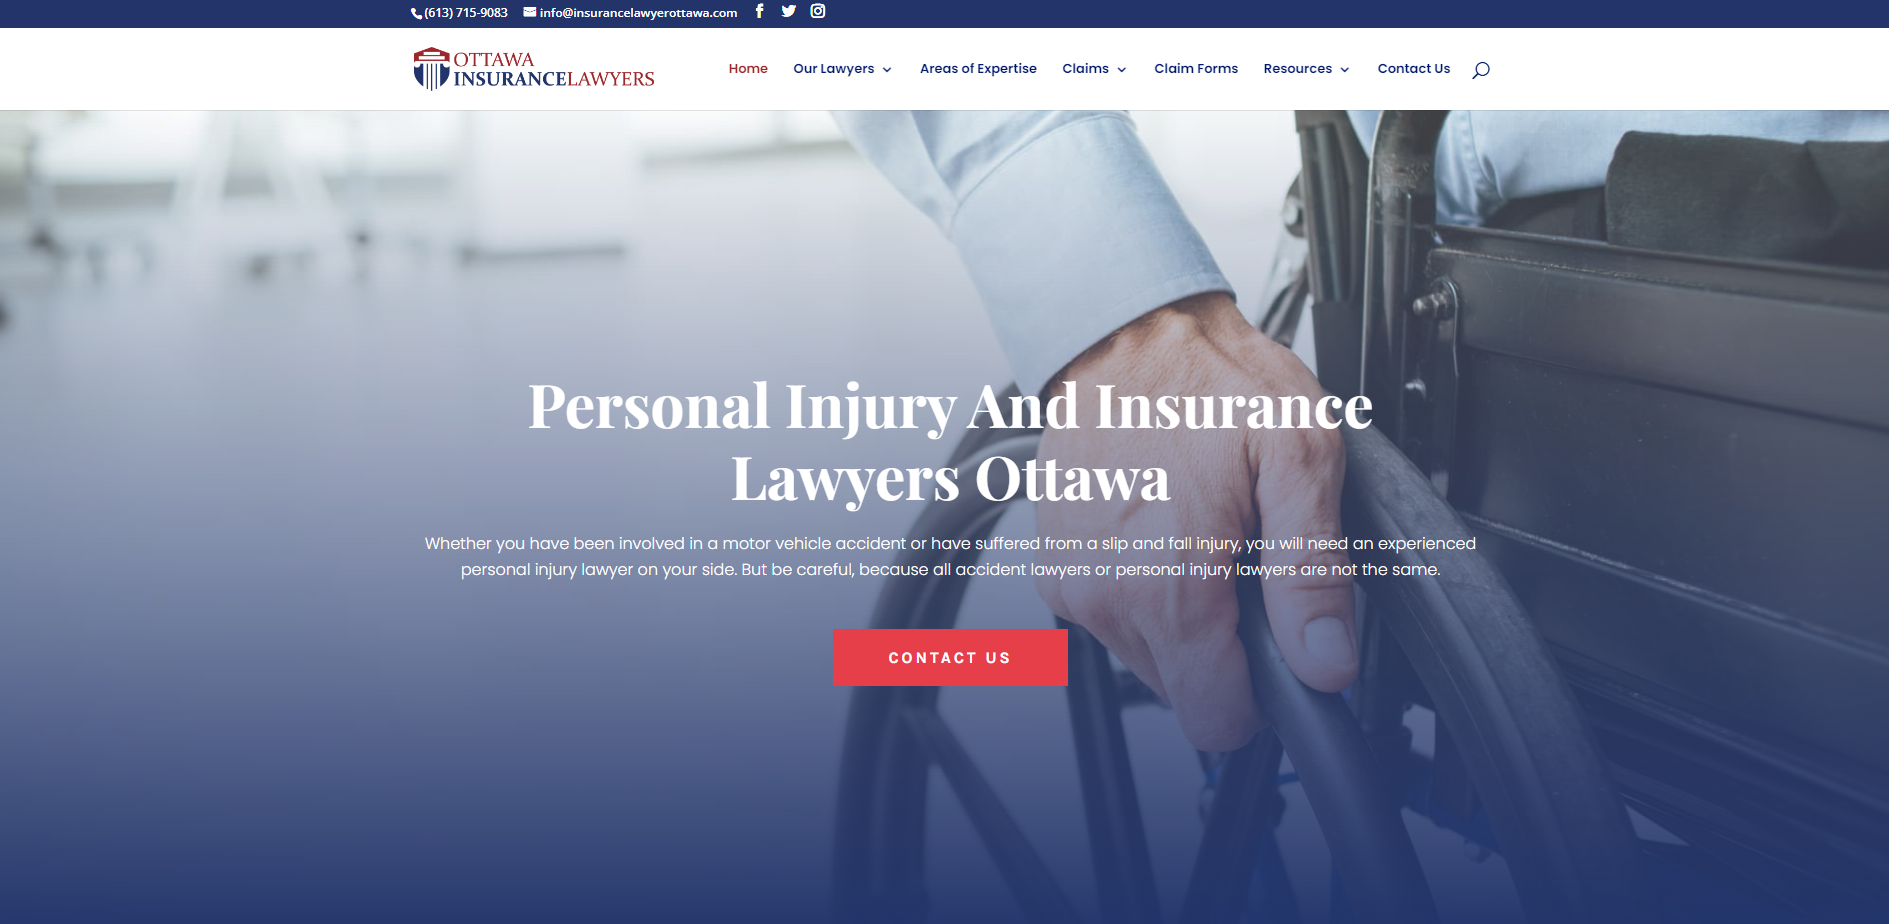 (613) 715-9083 info@insurancelawyerottawa.com
OTTAWA
INSURANCELAWYERS
Home Our Lawyers Areas of Expertise Claims Claim Forms Resources Contact Us
Personal Injury And Insurance
Lawyers Ottawa
Whether you have been involved in a motor vehicle accident or have suffered from a slip and fall injury, you will need an experienced
personal injury lawyer on your side. But be careful, because all accident lawyers or personal injury lawyers are not the same.
CONTACT US